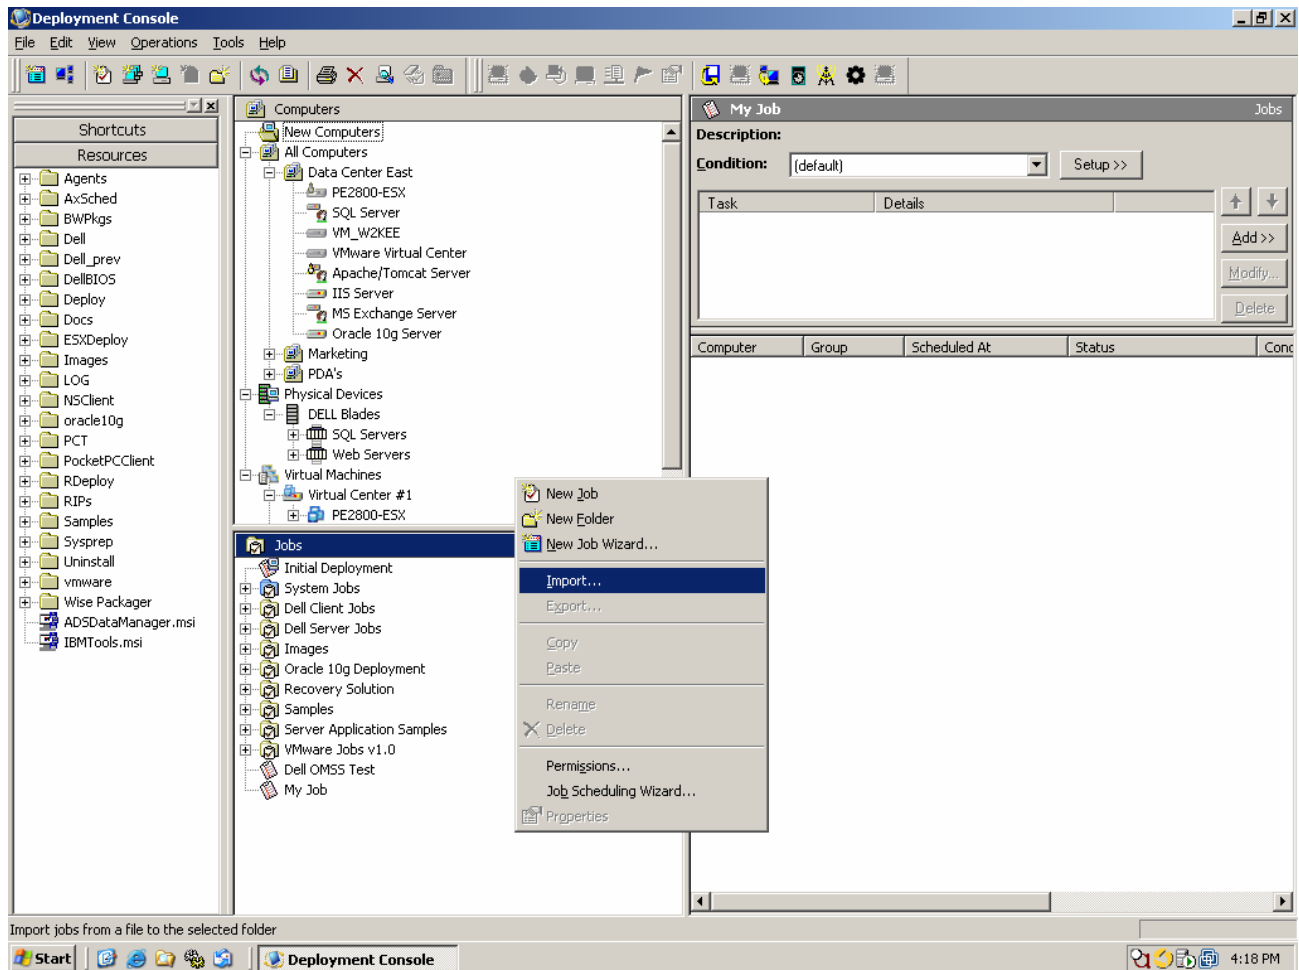 Deployment Console
File Edit View Operations Tools Help
Shortcuts
Resources
Agents
AxSched
BWPkgs
Dell
Dell_prev
DellBIOS
Deploy
Docs
ESXDeploy
Images
LOG
NSClient
oracle10g
PCT
PocketPCClient
RDeploy
RIPs
Samples
Sysprep
Uninstall
vmware
Wise Packager
ADSDataManager.msi
IBMTools.msi
Computers
New Computers
All Computers
Data Center East
PE2800-ESX
SQL Server
VM_W2KEE
VMware Virtual Center
Apache/Tomcat Server
IIS Server
MS Exchange Server
Oracle 10g Server
Marketing
PDA's
Physical Devices
DELL Blades
SQL Servers
Web Servers
Virtual Machines
Virtual Center #1
PE2800-ESX
Jobs
Initial Deployment
System Jobs
Dell Client Jobs
Dell Server Jobs
Images
Oracle 10g Deployment
Recovery Solution
Samples
Server Application Samples
VMware Jobs v1.0
Dell OMSS Test
My Job
New Job
New Folder
New Job Wizard...
Import...
Export...
Copy
Paste
Rename
Delete
Permissions...
Job Scheduling Wizard...
Properties
My Job Jobs
Description:
Condition: (default) Setup >>
Task Details
Add >>
Modify...
Delete
Computer Group Scheduled At Status Conc
Import jobs from a file to the selected folder
Start Deployment Console 4:18 PM